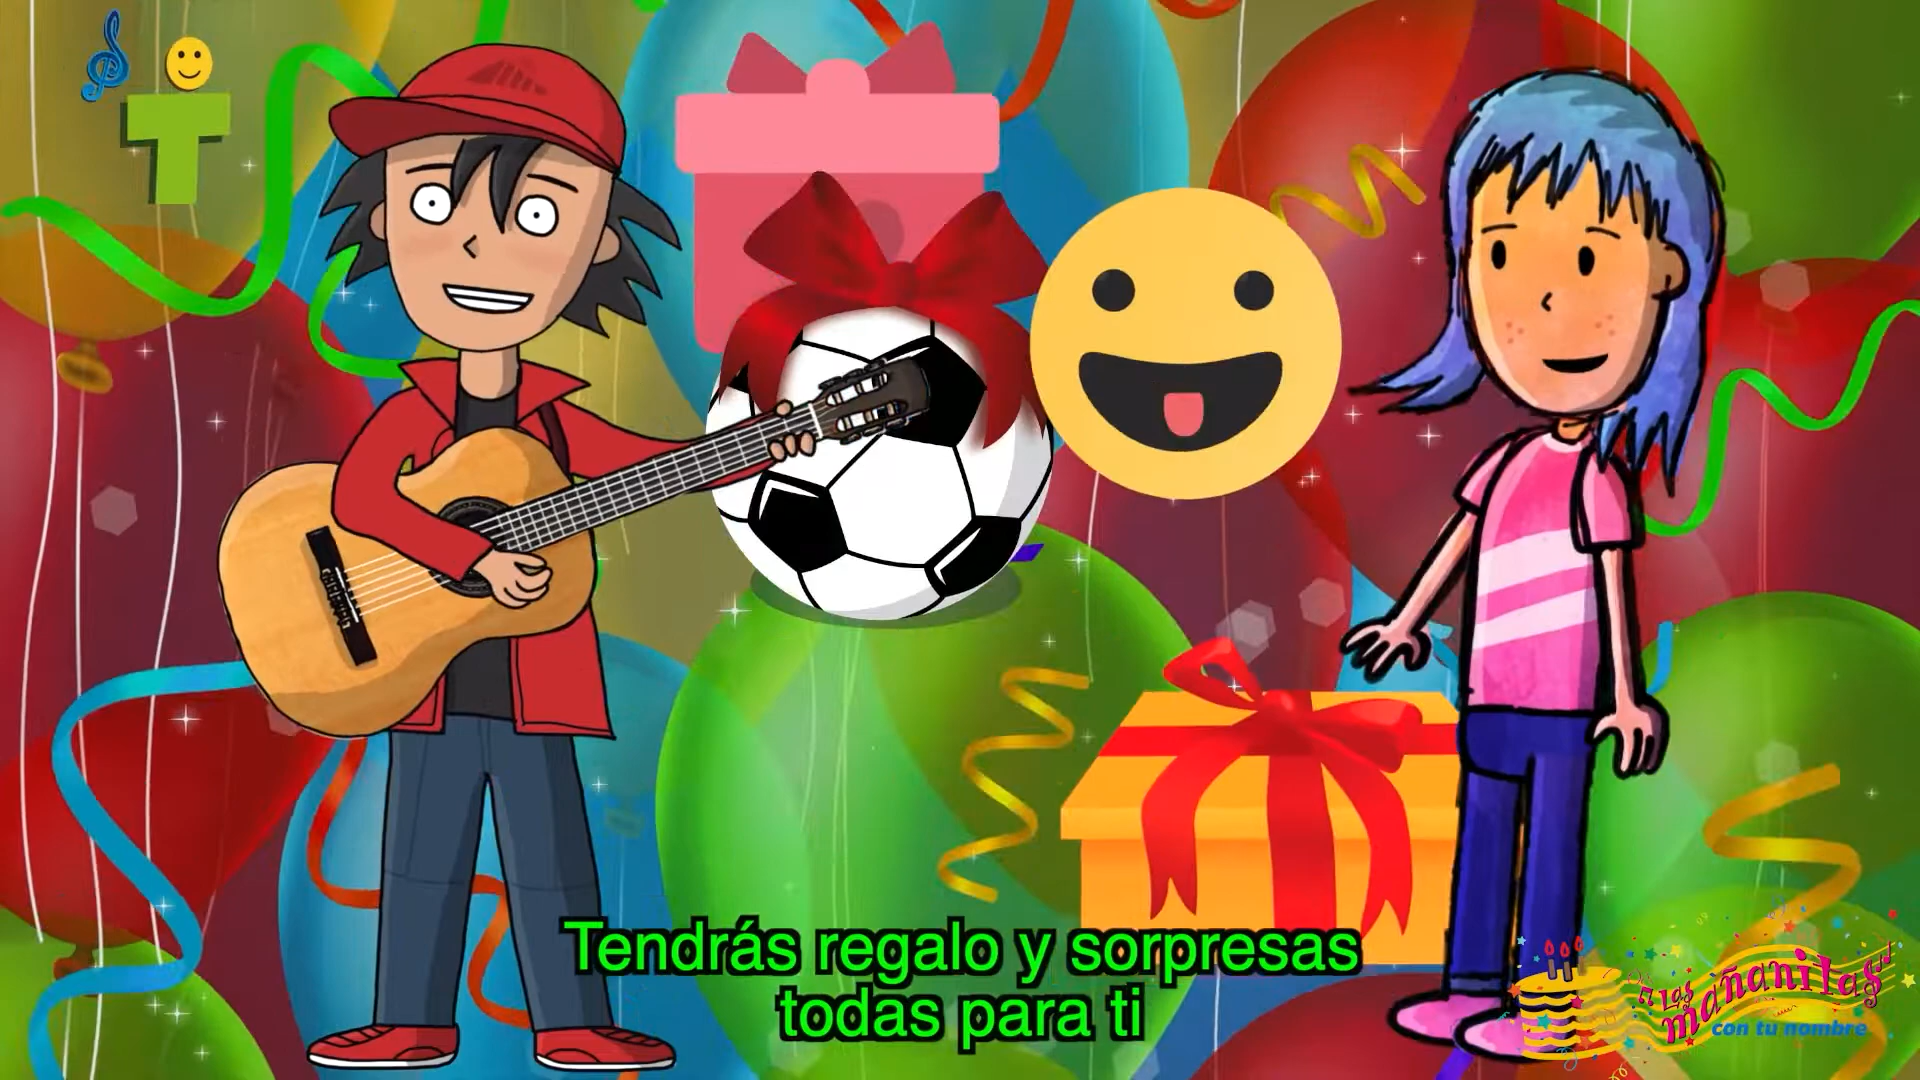 T
Tendrás regalo y sorpresas
todas para ti
Las
mañanitas
con tu nombre